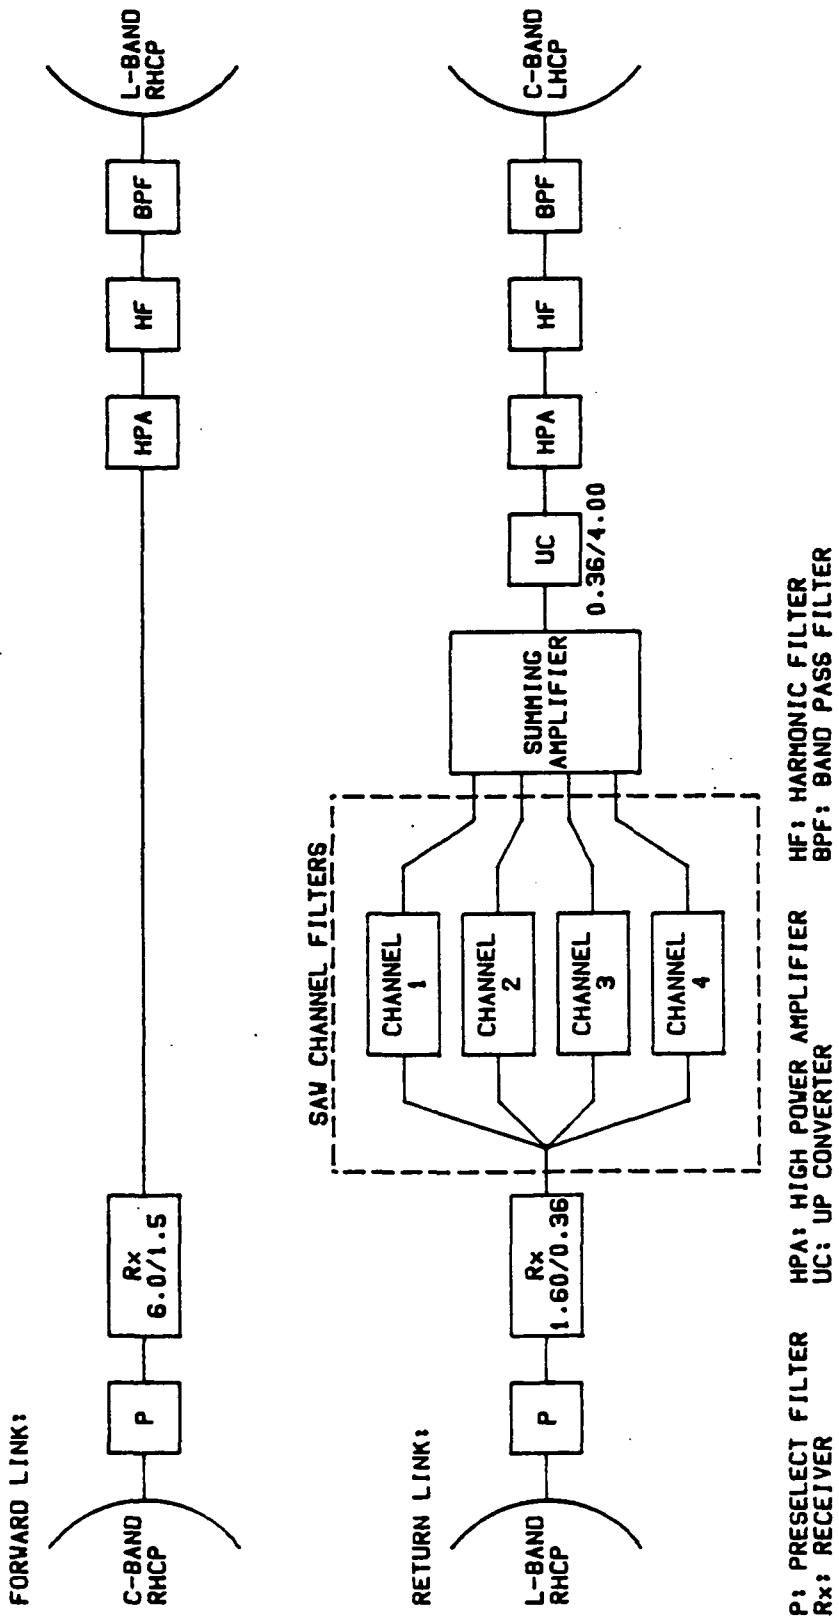 FORWARD LINK:
C-BAND
RHCP
P
Rx
6.0/1.5
HPA
HF
BPF
L-BAND
RHCP
RETURN LINK:
L-BAND
RHCP
P
Rx
1.60/0.36
SAW CHANNEL FILTERS
CHANNEL
1
CHANNEL
2
CHANNEL
3
CHANNEL
4
SUMMING
AMPLIFIER
UC
0.36/4.00
HPA
HF
BPF
C-BAND
LHCP
P: PRESELECT FILTER
Rx: RECEIVER
HPA: HIGH POWER AMPLIFIER
UC: UP CONVERTER
HF: HARMONIC FILTER
BPF: BAND PASS FILTER